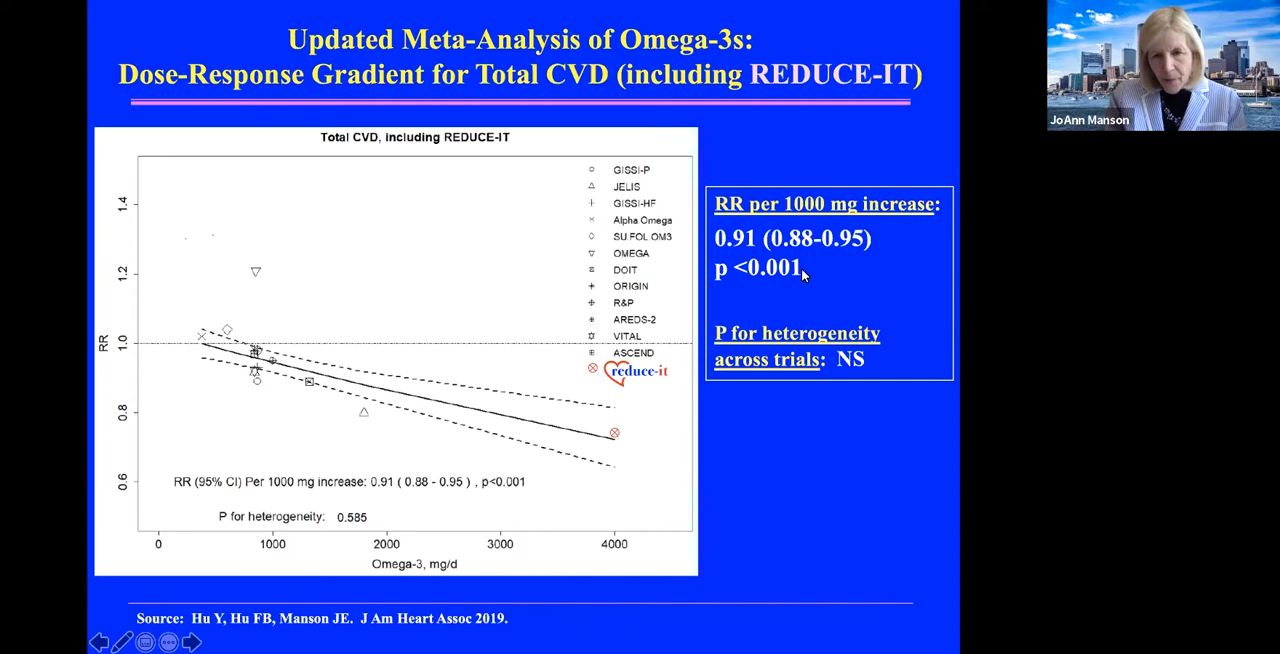 Updated Meta-Analysis of Omega-3s:
Dose-Response Gradient for Total CVD (including REDUCE-IT)
JoAnn Manson
Total CVD, including REDUCE-IT
GISSI-P
JELIS
GISSI-HF
Alpha Omega
SU.FOL OM3
OMEGA
DOIT
ORIGIN
R&P
AREDS-2
VITAL
ASCEND
reduce-it
RR
1.4
1.2
1.0
0.8
0.6
RR (95% CI) Per 1000 mg increase: 0.91 ( 0.88 - 0.95 ) , p<0.001
P for heterogeneity: 0.585
0 1000 2000 3000 4000
Omega-3, mg/d
RR per 1000 mg increase:
0.91 (0.88-0.95)
p <0.001
P for heterogeneity
across trials: NS
Source: Hu Y, Hu FB, Manson JE. J Am Heart Assoc 2019.